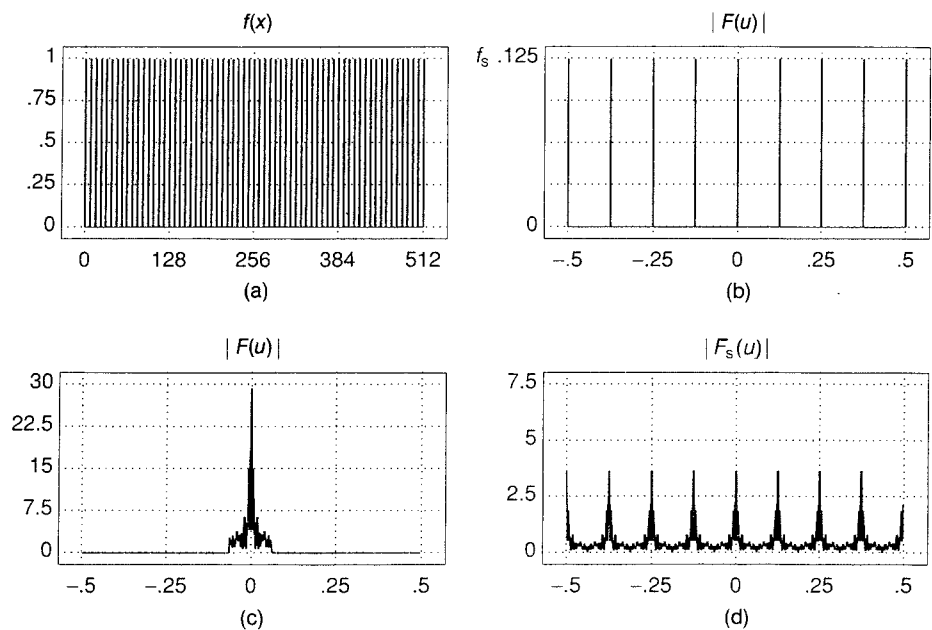 f(x)
1
.75
.5
.25
0
0 128 256 384 512
(a)
| F(u) |
fs .125
0
−.5 −.25 0 .25 .5
(b)
| F(u) |
30
22.5
15
7.5
0
−.5 −.25 0 .25 .5
(c)
| Fs(u) |
7.5
5
2.5
0
−.5 −.25 0 .25 .5
(d)